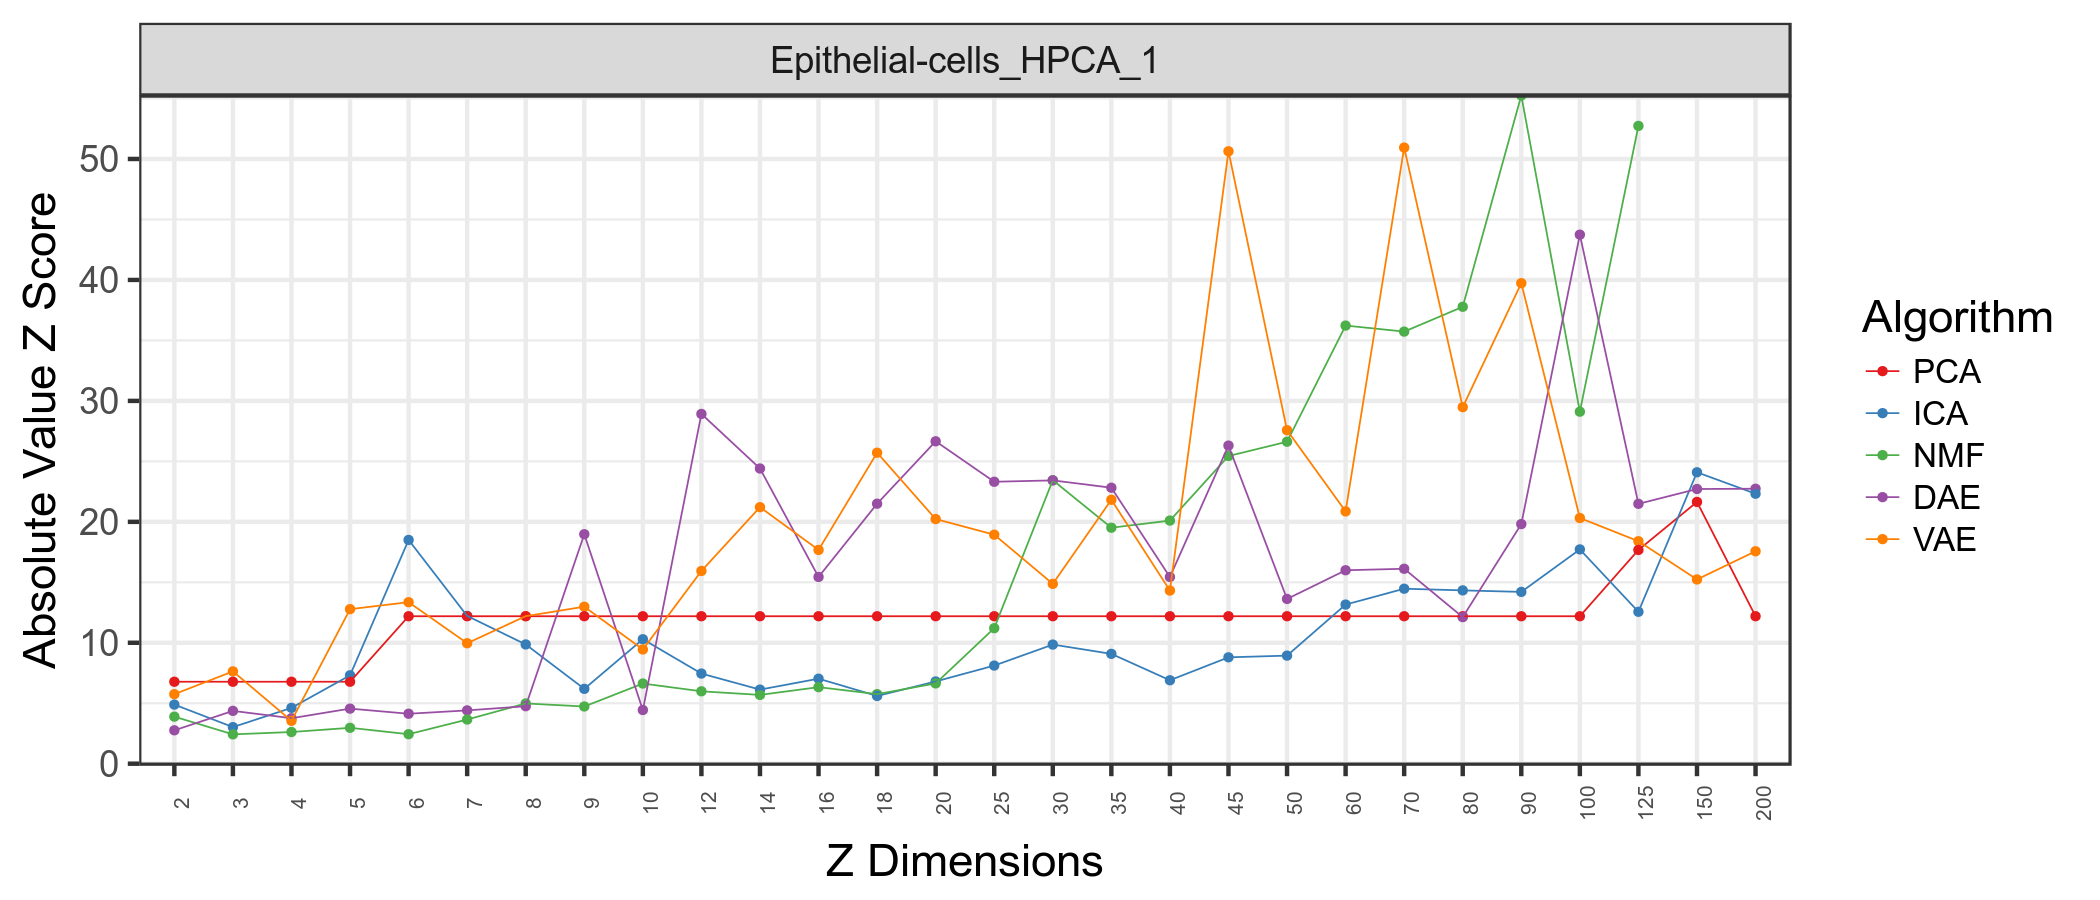 Epithelial-cells_HPCA_1
Absolute Value Z Score
50
40
30
20
10
0
2 3 4 5 6 7 8 9 10 12 14 16 18 20 25 30 35 40 45 50 60 70 80 90 100 125 150 200
Z Dimensions
Algorithm
PCA
ICA
NMF
DAE
VAE